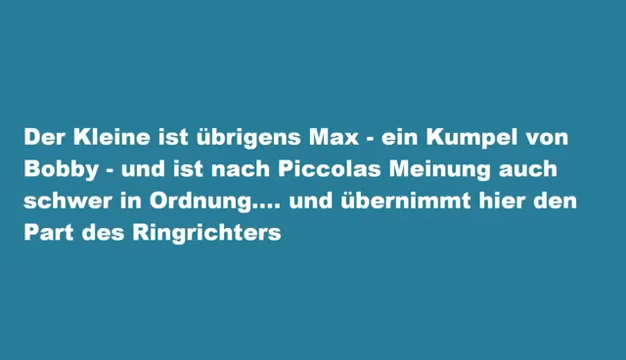 Der Kleine ist übrigens Max - ein Kumpel von
Bobby - und ist nach Piccolas Meinung auch
schwer in Ordnung.... und übernimmt hier den
Part des Ringrichters